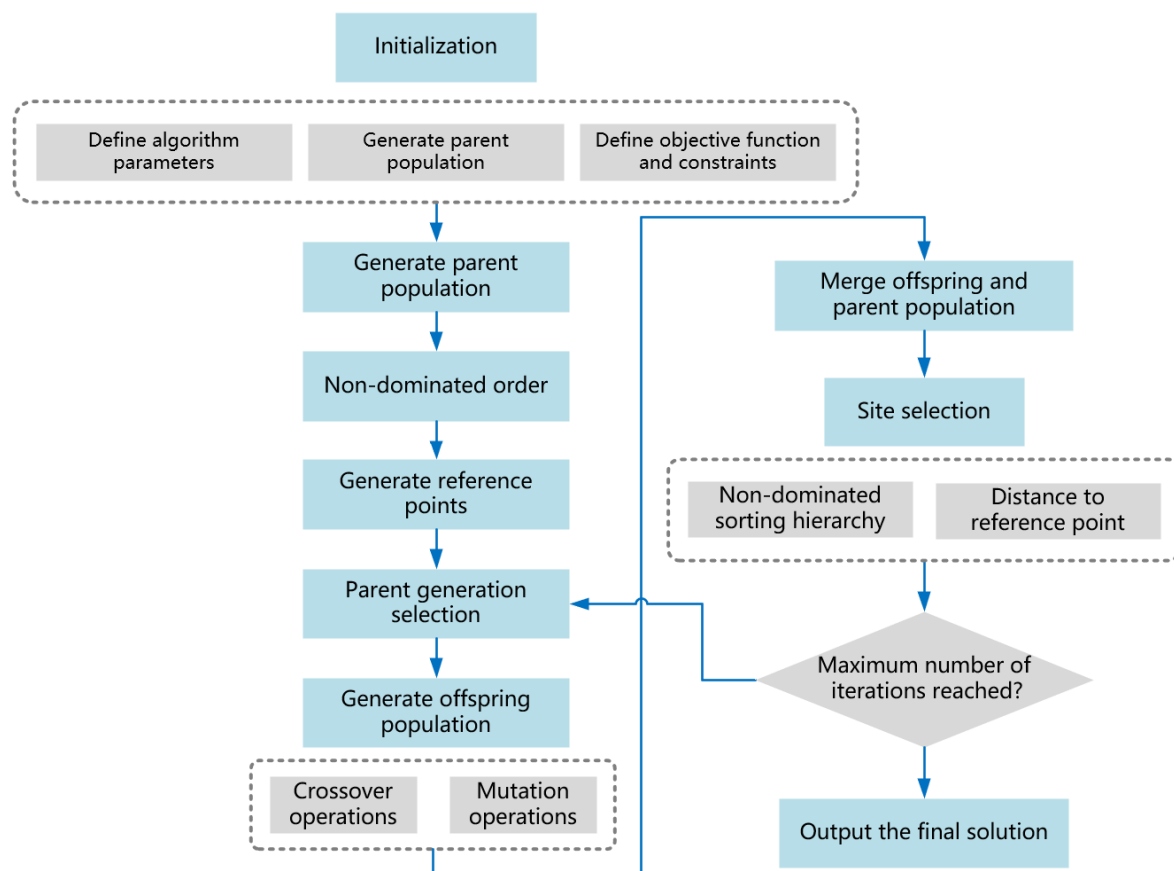 Initialization
Define algorithm
parameters
Generate parent
population
Define objective function
and constraints
Generate parent
population
Non-dominated order
Generate reference
points
Parent generation
selection
Generate offspring
population
Crossover
operations
Mutation
operations
Merge offspring and
parent population
Site selection
Non-dominated
sorting hierarchy
Distance to
reference point
Maximum number of
iterations reached?
Output the final solution